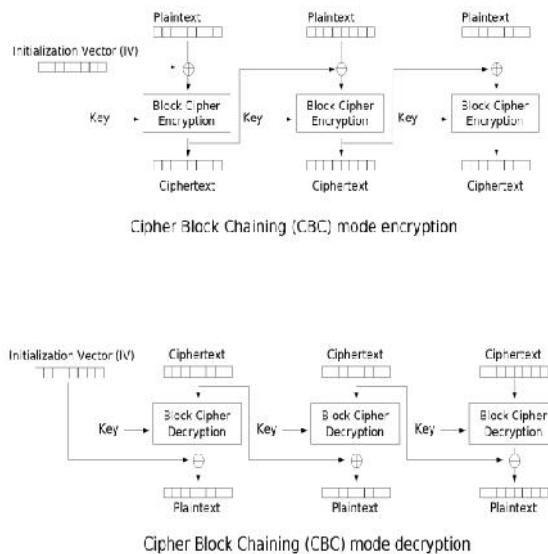 Plaintext Plaintext Plaintext
Initialization Vector (IV)
Key Block Cipher Encryption Key Block Cipher Encryption Key Block Cipher Encryption
Ciphertext Ciphertext Ciphertext
Cipher Block Chaining (CBC) mode encryption
Initialization Vector (IV) Ciphertext Ciphertext Ciphertext
Key Block Cipher Decryption Key Block Cipher Decryption Key Block Cipher Decryption
Plaintext Plaintext Plaintext
Cipher Block Chaining (CBC) mode decryption